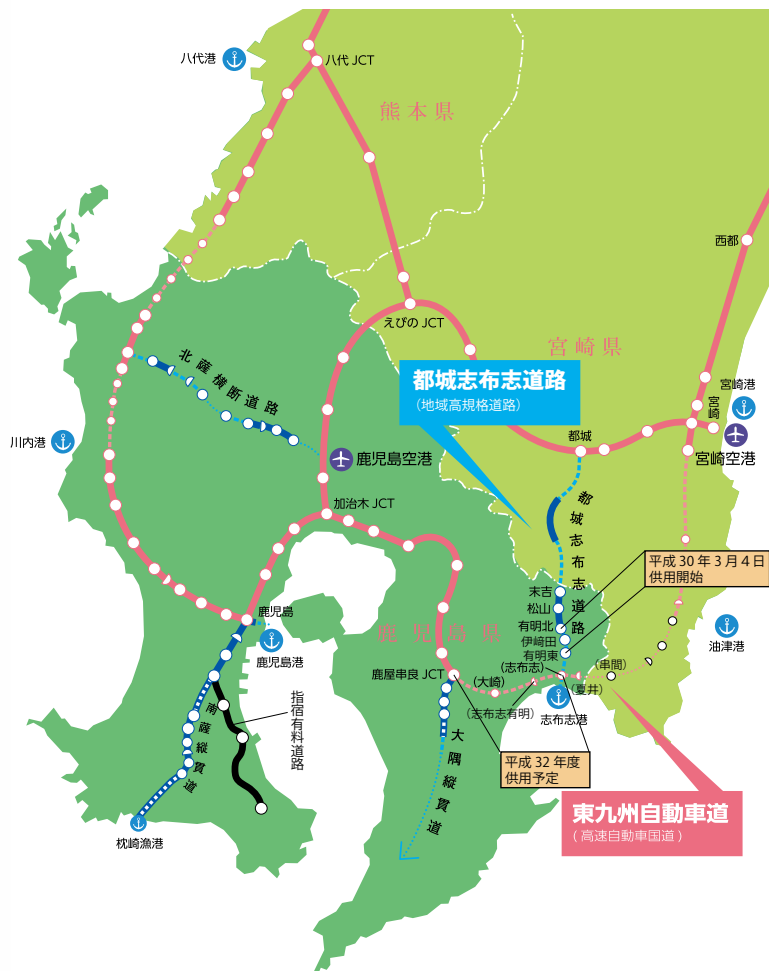 八代港
八代 JCT
熊本県
西都
えびの JCT
宮崎県
北薩横断道路
都城志布志道路
(地域高規格道路)
宮崎港
宮崎
川内港
鹿児島空港
都城
宮崎空港
加治木 JCT
都城志布志道路
平成 30 年 3 月 4 日
供用開始
末吉
松山
有明北
伊﨑田
有明東
鹿児島
鹿児島港
鹿児島県
油津港
(志布志)
(串間)
鹿屋串良 JCT
(大崎)
(夏井)
(志布志有明)
志布志港
指宿有料道路
南薩縦貫道
大隅縦貫道
平成 32 年度
供用予定
東九州自動車道
( 高速自動車国道 )
枕崎漁港